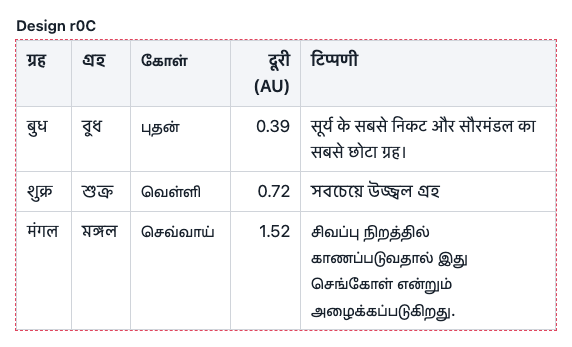 Design r0C
ग्रह গ্রহ கோள் दूरी (AU) टिप्पणी
बुध বুধ புதன் 0.39 सूर्य के सबसे निकट और सौरमंडल का
सबसे छोटा ग्रह।
शुक्र শুক্র வெள்ளி 0.72 সবচেয়ে উজ্জ্বল গ্রহ
मंगल মঙ্গল செவ்வாய் 1.52 சிவப்பு நிறத்தில்
காணப்படுவதால் இது
செங்கோள் என்றும்
அழைக்கப்படுகிறது.